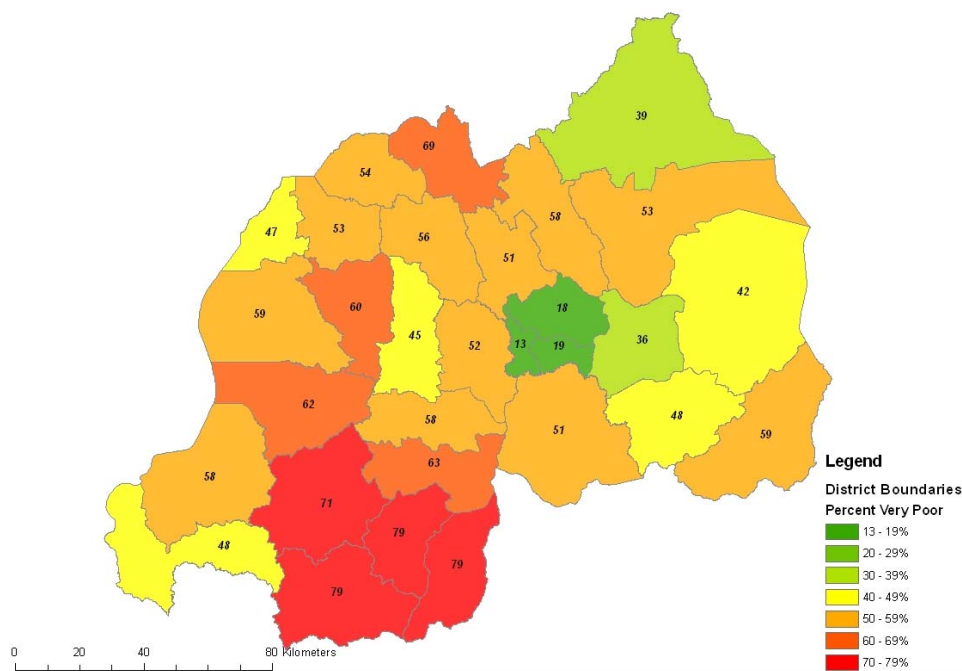 39
69
54
53
58
47
53
56
51
42
59
60
18
45
52
13
19
36
62
58
51
48
59
63
58
71
79
79
48
79
Legend
District Boundaries
Percent Very Poor
13 - 19%
20 - 29%
30 - 39%
40 - 49%
50 - 59%
60 - 69%
70 - 79%
0 20 40 80 Kilometers